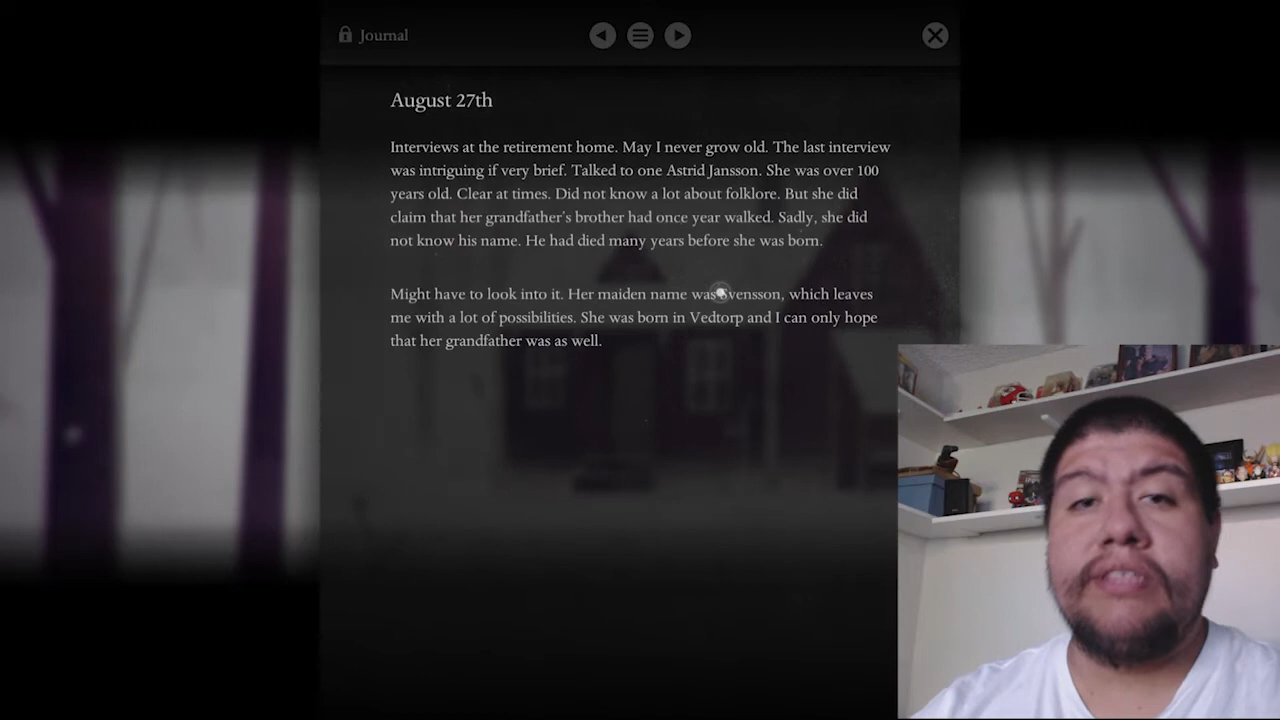 Journal
August 27th
Interviews at the retirement home. May I never grow old. The last interview
was intriguing if very brief. Talked to one Astrid Jansson. She was over 100
years old. Clear at times. Did not know a lot about folklore. But she did
claim that her grandfather's brother had once year walked. Sadly, she did
not know his name. He had died many years before she was born.
Might have to look into it. Her maiden name was Svensson, which leaves
me with a lot of possibilities. She was born in Vedtorp and I can only hope
that her grandfather was as well.